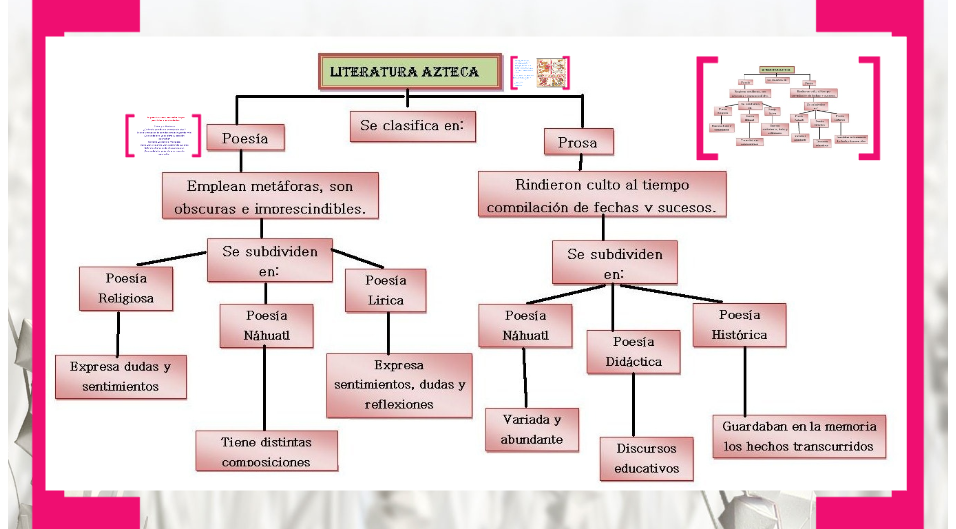 LITERATURA AZTECA
Se clasifica en:
Poesía
Prosa
Emplean metáforas, son
obscuras e imprescindibles.
Rindieron culto al tiempo
compilación de fechas y sucesos.
Se subdividen
en:
Se subdividen
en:
Poesía
Religiosa
Poesía
Náhuatl
Poesía
Lirica
Poesía
Náhuatl
Poesía
Didáctica
Poesía
Histórica
Expresa dudas y
sentimientos
Expresa
sentimientos, dudas y
reflexiones
Tiene distintas
composiciones
Variada y
abundante
Discursos
educativos
Guardaban en la memoria
los hechos transcurridos